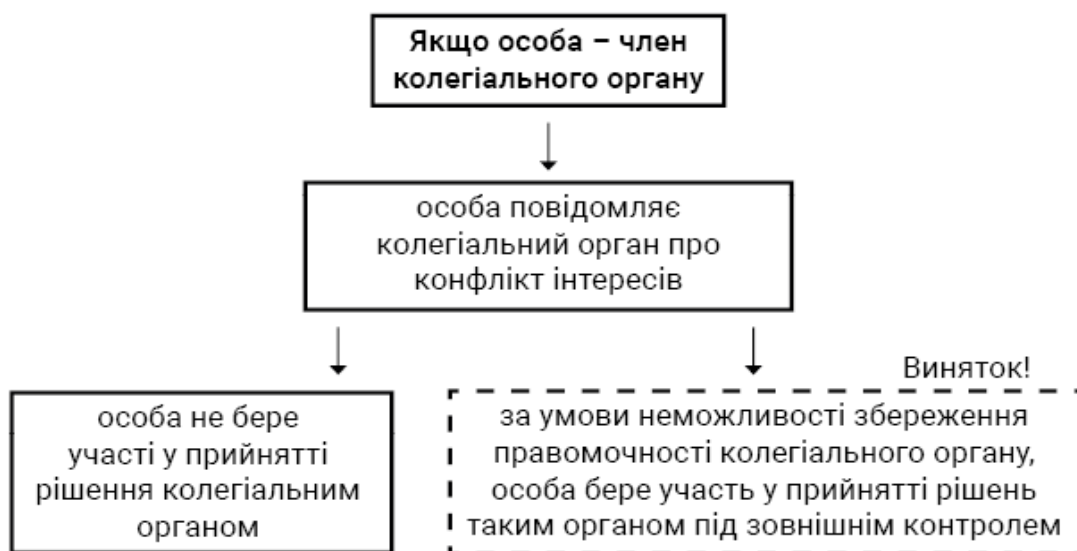 Якщо особа – член
колегіального органу
особа повідомляє
колегіальний орган про
конфлікт інтересів
особа не бере
участі у прийнятті
рішення колегіальним
органом
Виняток!
за умови неможливості збереження
правомочності колегіального органу,
особа бере участь у прийнятті рішень
таким органом під зовнішнім контролем